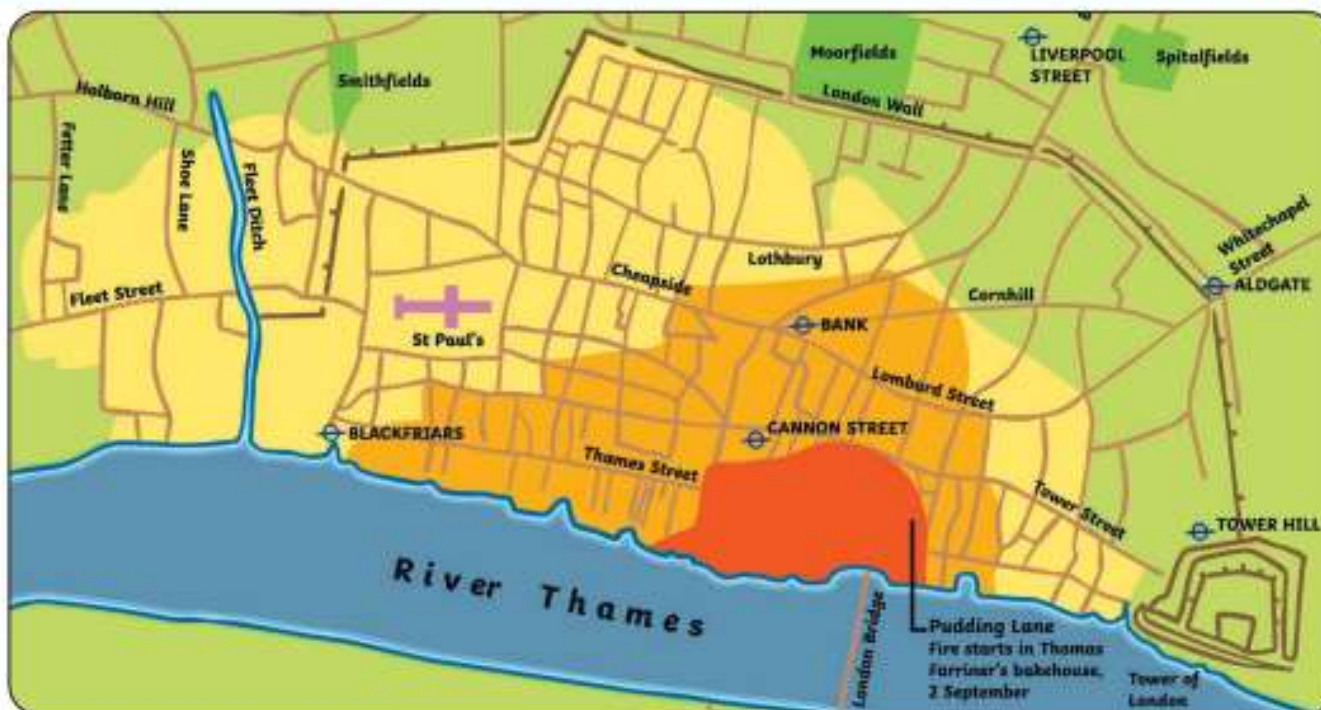 Moorfields
LIVERPOOL
STREET
Spitalfields
Smithfields
Holborn Hill
London Wall
Fetter Lane
Shoe Lane
Fleet Ditch
Whitechapel
Street
ALDGATE
Lothbury
Cheapside
Cornhill
Fleet Street
BANK
St Paul's
Lombard Street
CANNON STREET
BLACKFRIARS
Thames Street
Tower Street
TOWER HILL
River Thames
London Bridge
Pudding Lane
Fire starts in Thomas
Farriner's bakehouse,
2 September
Tower of
London